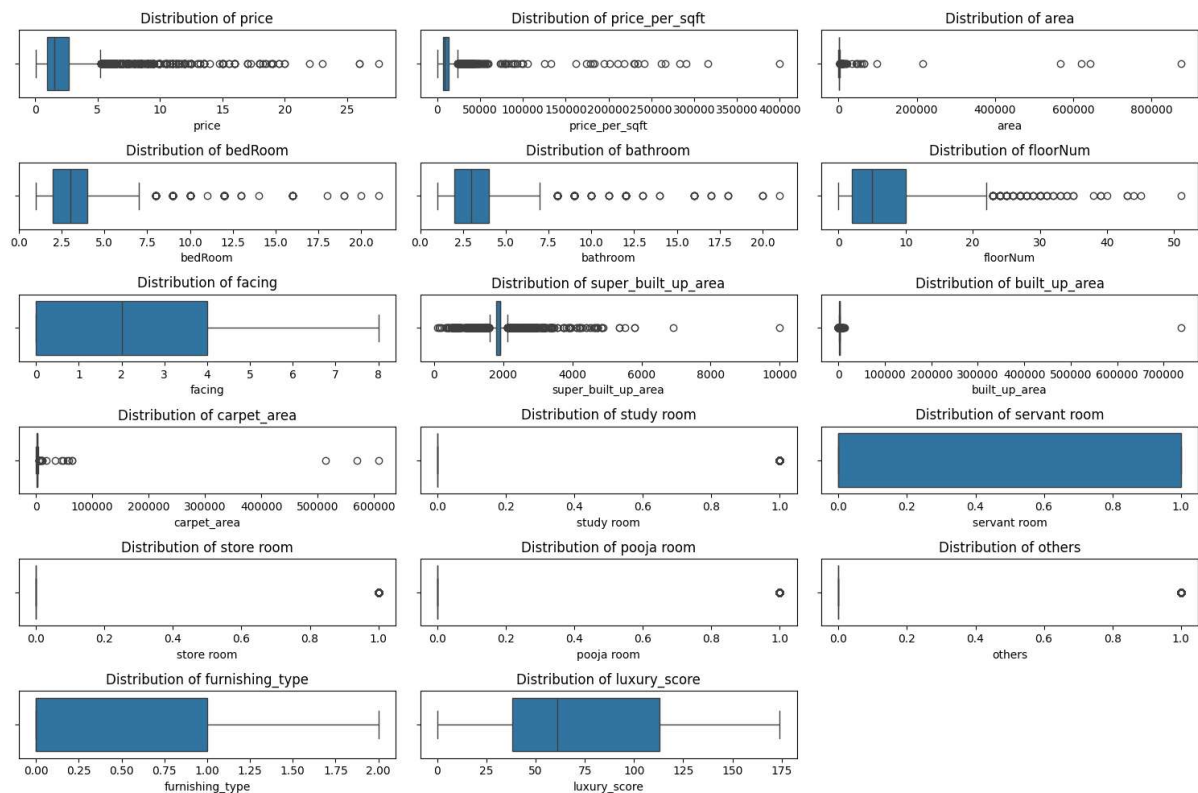 Distribution of price
Distribution of price_per_sqft
Distribution of area
0 5 10 15 20 25
0 50000 100000 150000 200000 250000 300000 350000 400000
0 200000 400000 600000 800000
price
price_per_sqft
area
Distribution of bedRoom
Distribution of bathroom
Distribution of floorNum
0.0 2.5 5.0 7.5 10.0 12.5 15.0 17.5 20.0
0.0 2.5 5.0 7.5 10.0 12.5 15.0 17.5 20.0
0 10 20 30 40 50
bedRoom
bathroom
floorNum
Distribution of facing
Distribution of super_built_up_area
Distribution of built_up_area
0 1 2 3 4 5 6 7 8
0 2000 4000 6000 8000 10000
0 100000 200000 300000 400000 500000 600000 700000
facing
super_built_up_area
built_up_area
Distribution of carpet_area
Distribution of study room
Distribution of servant room
0 100000 200000 300000 400000 500000 600000
0.0 0.2 0.4 0.6 0.8 1.0
0.0 0.2 0.4 0.6 0.8 1.0
carpet_area
study room
servant room
Distribution of store room
Distribution of pooja room
Distribution of others
0.0 0.2 0.4 0.6 0.8 1.0
0.0 0.2 0.4 0.6 0.8 1.0
0.0 0.2 0.4 0.6 0.8 1.0
store room
pooja room
others
Distribution of furnishing_type
Distribution of luxury_score
0.00 0.25 0.50 0.75 1.00 1.25 1.50 1.75 2.00
0 25 50 75 100 125 150 175
furnishing_type
luxury_score